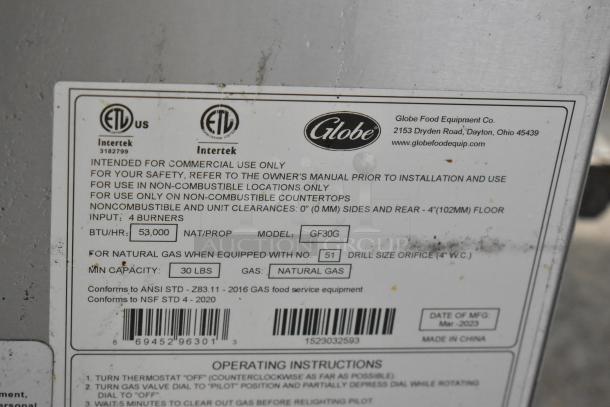 ETL US
Intertek
3182799
ETL
Intertek
Globe
Globe Food Equipment Co.
2153 Dryden Road, Dayton, Ohio 45439
www.globefoodequip.com
INTENDED FOR COMMERCIAL USE ONLY
FOR YOUR SAFETY, REFER TO THE OWNER'S MANUAL PRIOR TO INSTALLATION AND USE
FOR USE IN NON-COMBUSTIBLE LOCATIONS ONLY
FOR USE ONLY ON NON-COMBUSTIBLE COUNTERTOPS
NONCOMBUSTIBLE AND UNIT CLEARANCES: 0" (0 MM) SIDES AND REAR - 4"(102MM) FLOOR
INPUT: 4 BURNERS
BTU/HR: 53,000 NAT/PROP MODEL: GF30G
FOR NATURAL GAS WHEN EQUIPPED WITH NO. 51 DRILL SIZE ORIFICE (4" W.C.)
MIN CAPACITY: 30 LBS GAS: NATURAL GAS
Conforms to ANSI STD - Z83.11 - 2016 GAS food service equipment
Conforms to NSF STD 4 - 2020
8 69452 96301 3
1523032593
DATE OF MFG:
Mar.-2023
MADE IN CHINA
OPERATING INSTRUCTIONS
1. TURN THERMOSTAT "OFF" (COUNTERCLOCKWISE AS FAR AS POSSIBLE)
2. TURN GAS VALVE DIAL TO "PILOT" POSITION AND PARTIALLY DEPRESS DIAL WHILE ROTATING
DIAL TO "OFF"
3. WAIT 5 MINUTES TO CLEAR OUT GAS BEFORE RELIGHTING PILOT
ment,
personal